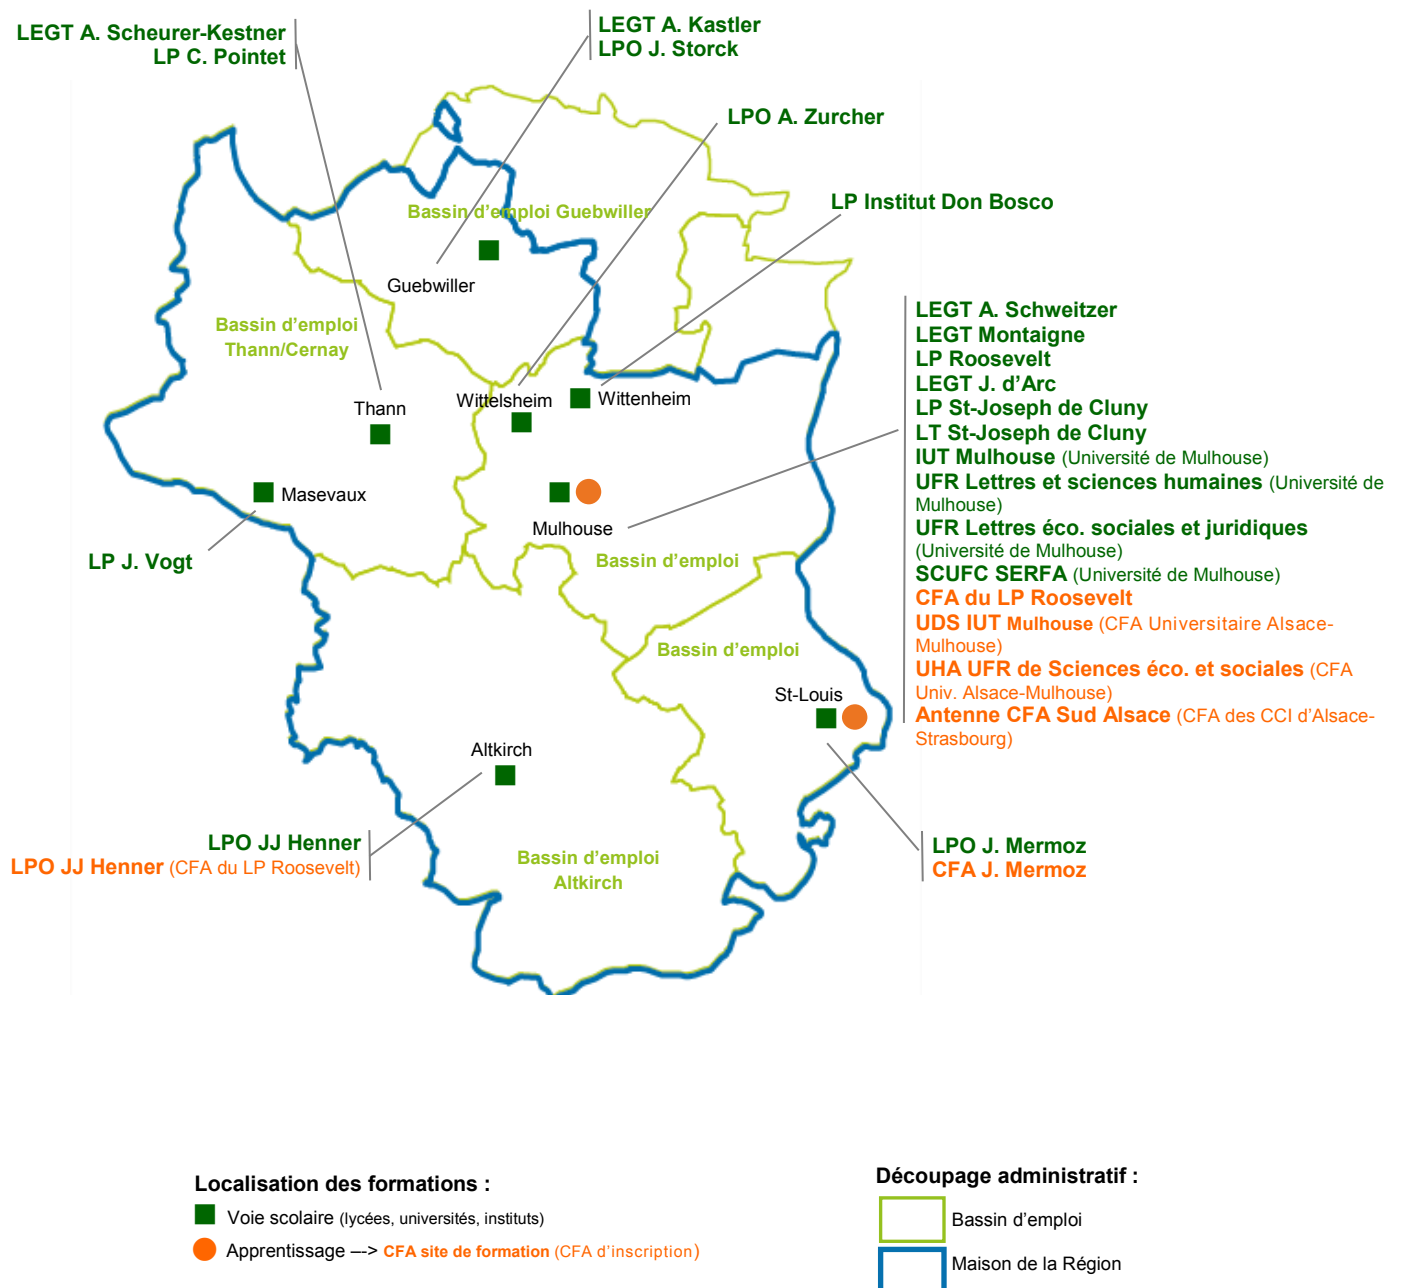 LEGT A. Scheurer-Kestner
LP C. Pointet
LEGT A. Kastler
LPO J. Storck
LPO A. Zurcher
LP Institut Don Bosco
Bassin d'emploi Guebwiller
Guebwiller
Bassin d'emploi
Thann/Cernay
Thann
Wittelsheim
Wittenheim
Masevaux
Mulhouse
LP J. Vogt
Bassin d'emploi
Bassin d'emploi
St-Louis
Altkirch
LEGT A. Schweitzer
LEGT Montaigne
LP Roosevelt
LEGT J. d'Arc
LP St-Joseph de Cluny
LT St-Joseph de Cluny
IUT Mulhouse (Université de Mulhouse)
UFR Lettres et sciences humaines (Université de
Mulhouse)
UFR Lettres éco. sociales et juridiques
(Université de Mulhouse)
SCUFC SERFA (Université de Mulhouse)
CFA du LP Roosevelt
UDS IUT Mulhouse (CFA Universitaire Alsace-
Mulhouse)
UHA UFR de Sciences éco. et sociales (CFA
Univ. Alsace-Mulhouse)
Antenne CFA Sud Alsace (CFA des CCI d'Alsace-
Strasbourg)
LPO JJ Henner
LPO JJ Henner (CFA du LP Roosevelt)
Bassin d'emploi
Altkirch
LPO J. Mermoz
CFA J. Mermoz
Localisation des formations :
Voie scolaire (lycées, universités, instituts)
Apprentissage —-> CFA site de formation (CFA d'inscription)
Découpage administratif :
Bassin d'emploi
Maison de la Région